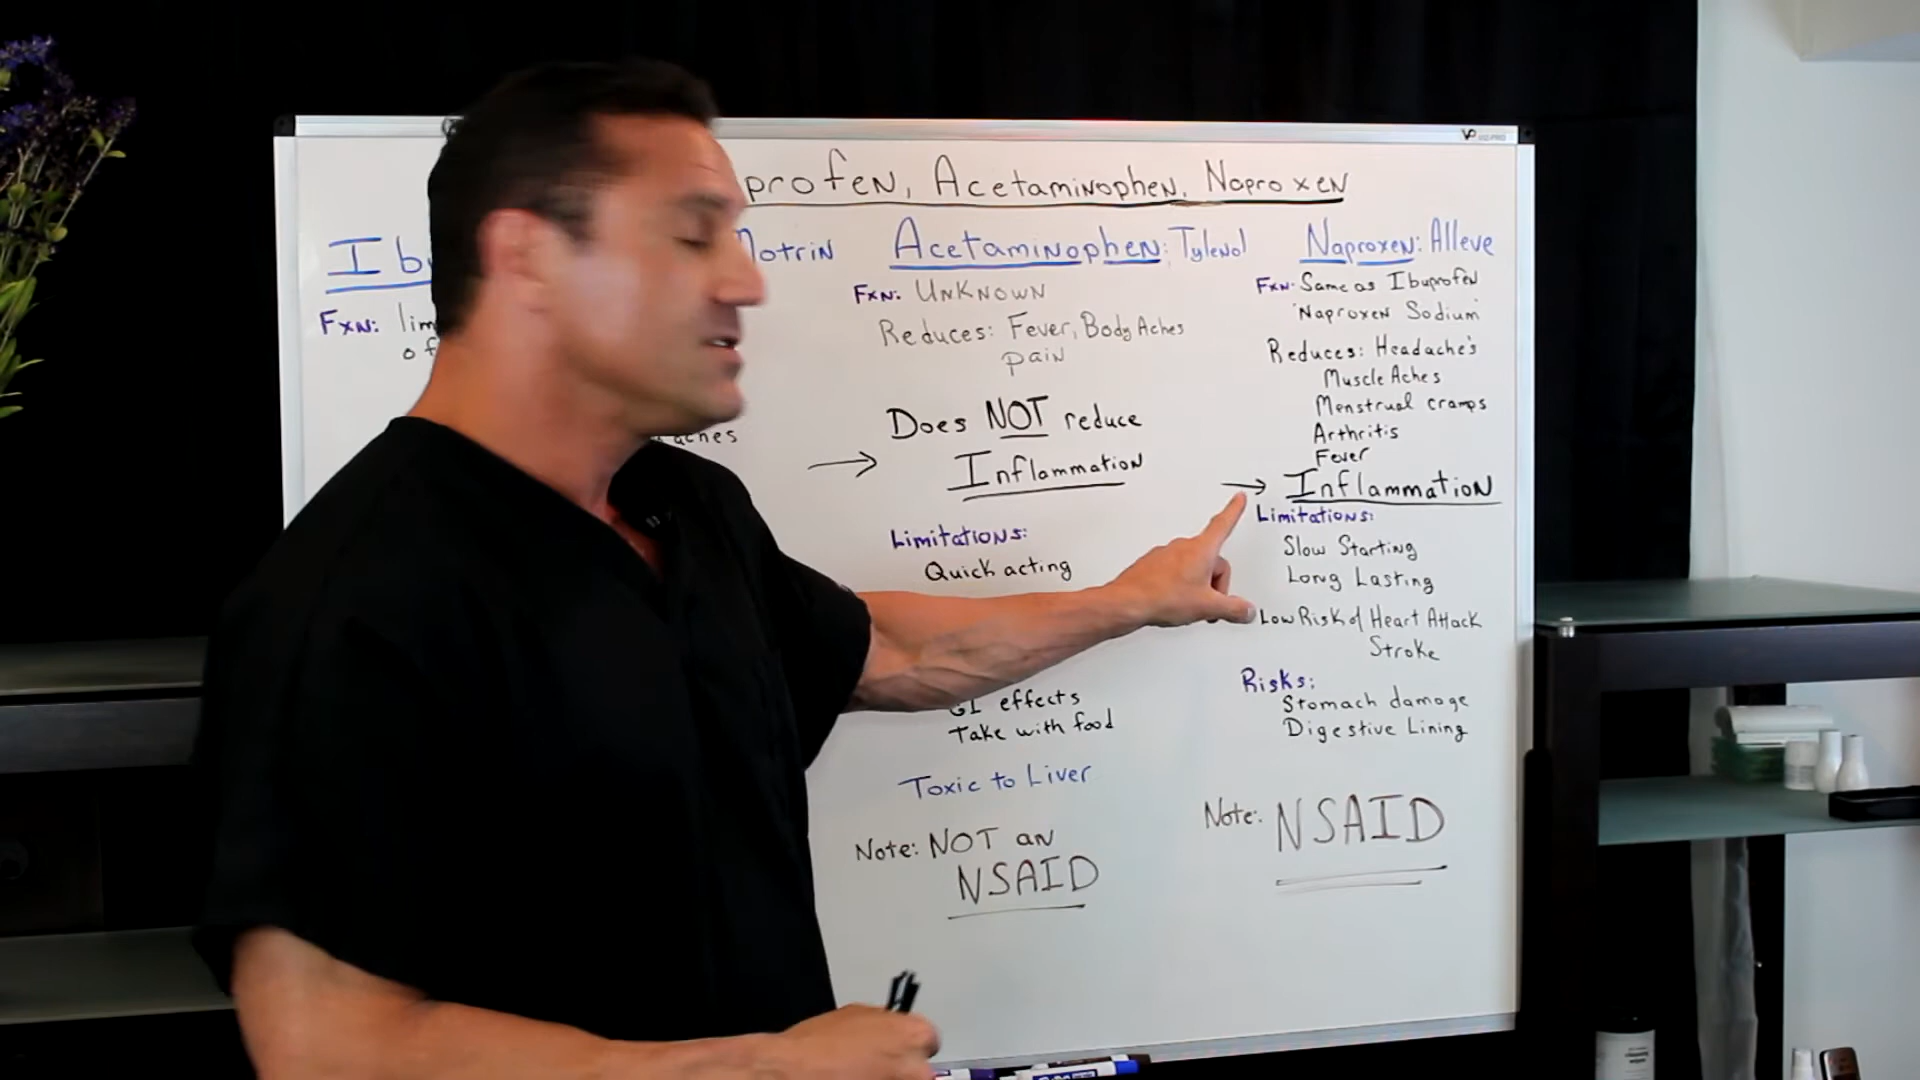 profen, Acetaminophen, Naproxen
Ib
Motrin
Fxn: lim
of
aches
Acetaminophen: Tylenol
Fxn: Unknown
Reduces: Fever, Body Aches
pain
Does NOT reduce
Inflammation
Limitations:
Quick acting
GI effects
Take with food
Toxic to Liver
Note: NOT an
NSAID
Naproxen: Alleve
Fxn: Same as Ibuprofen
"Naproxen Sodium"
Reduces: Headache's
Muscle Aches
Menstrual cramps
Arthritis
Fever
Inflammation
Limitations:
Slow Starting
Long Lasting
Low Risk of Heart Attack
Stroke
Risks:
Stomach damage
Digestive Lining
Note: NSAID